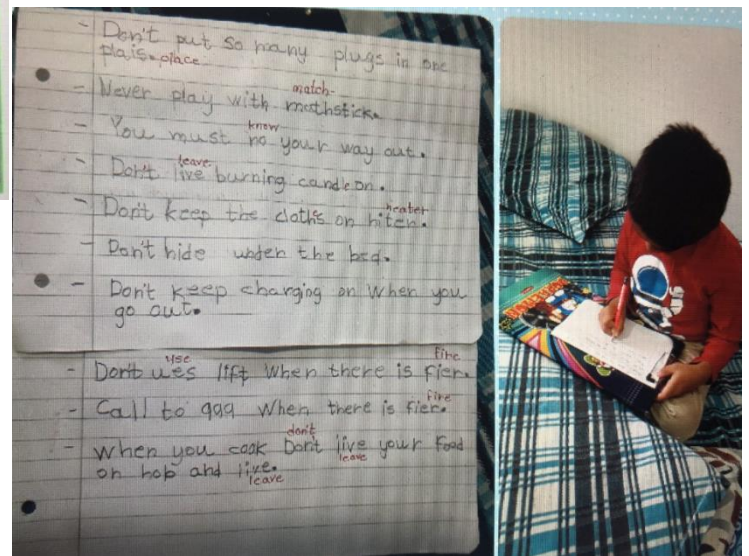 - Don't put so many plugs in one
plais. place
- Never play with mathstick.
match-
- You must no your way out.
know
- Don't live burning candle on.
leave
- Don't keep the cloths on hiter.
heater
- Don't hide under the bed.
- Don't keep charging on when you
go out.
- Dont ues lift when there is fier.
use fire
- Call to 999 when there is fier.
fire
- when you cook Dont live your food
don't leave
on hob and live.
leave